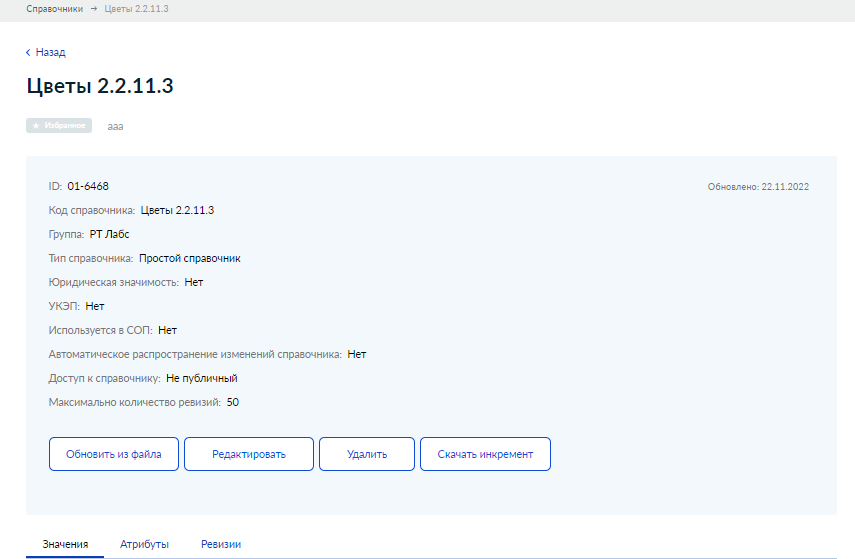 Справочники → Цветы 2.2.11.3
Назад
Цветы 2.2.11.3
Избранное ааа
ID: 01-6468 Обновлено: 22.11.2022
Код справочника: Цветы 2.2.11.3
Группа: РТ Лабс
Тип справочника: Простой справочник
Юридическая значимость: Нет
УКЭП: Нет
Используется в СОП: Нет
Автоматическое распространие изменений справочника: Нет
Доступ к справочнику: Не публичный
Максимально количество ревизий: 50
Обновить из файла Редактировать Удалить Скачать инкремент
Значения Атрибуты Ревизии